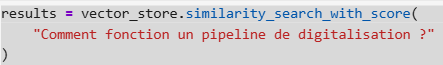 results = vector_store.similarity_search_with_score(
    "Comment fonction un pipeline de digitalisation ?"
)